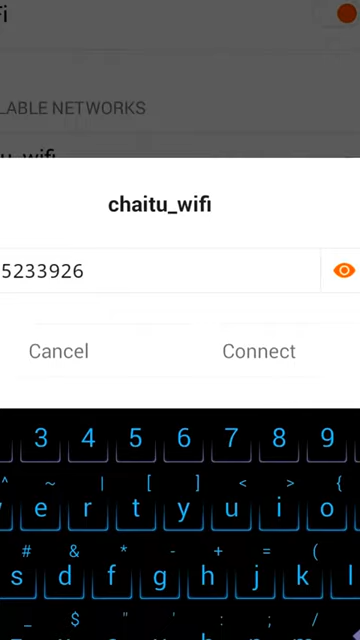 Fi
LABLE NETWORKS
u_wifi
chaitu_wifi
5233926
Cancel
Connect
3 4 5 6 7 8 9
^ ~ | [ ] < > {
e r t y u i o
# & * - + = (
s d f g h j k l
_ $ " ' : ; /